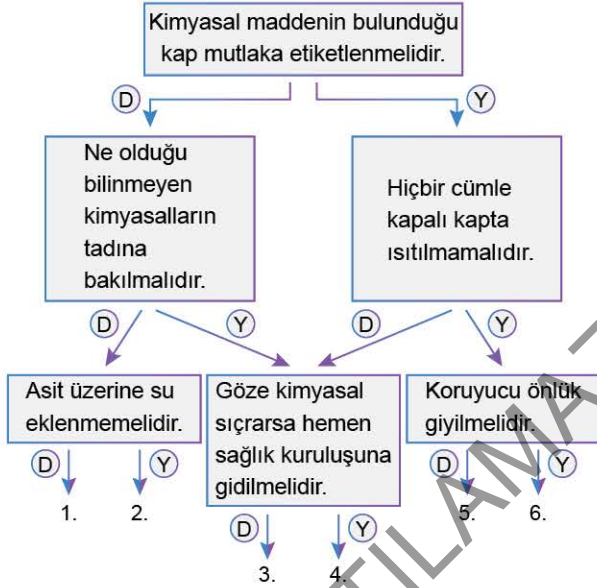 Kimyasal maddenin bulunduğu
kap mutlaka etiketlenmelidir.
D
Y
Ne olduğu
bilinmeyen
kimyasalların
tadına
bakılmalıdır.
Hiçbir cümle
kapalı kapta
ısıtılmamalıdır.
D
Y
D
Y
Asit üzerine su
eklenmemelidir.
Göze kimyasal
sıçrarsa hemen
sağlık kuruluşuna
gidilmelidir.
Koruyucu önlük
giyilmelidir.
D
Y
D
Y
1.
2.
5.
6.
D
Y
3.
4.